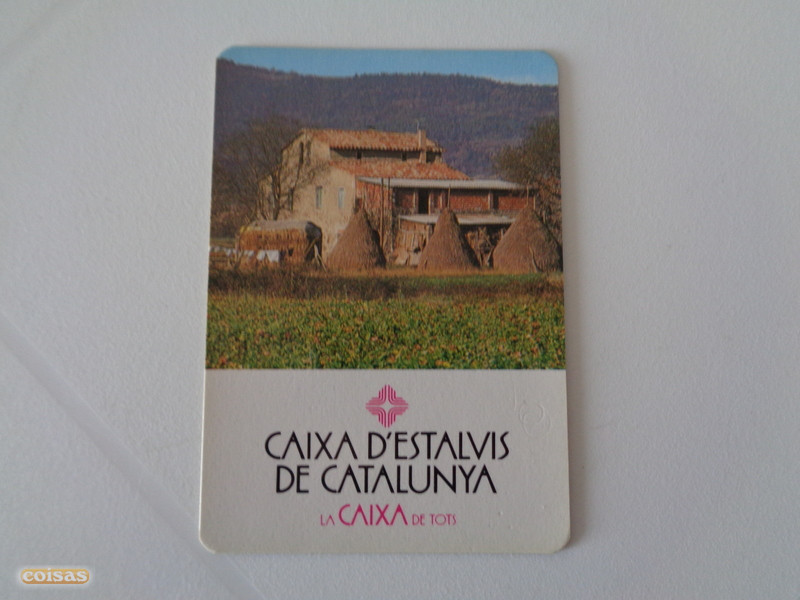 CAIXA D'ESTALVIS
DE CATALUNYA
LA CAIXA DE TOTS
coisas